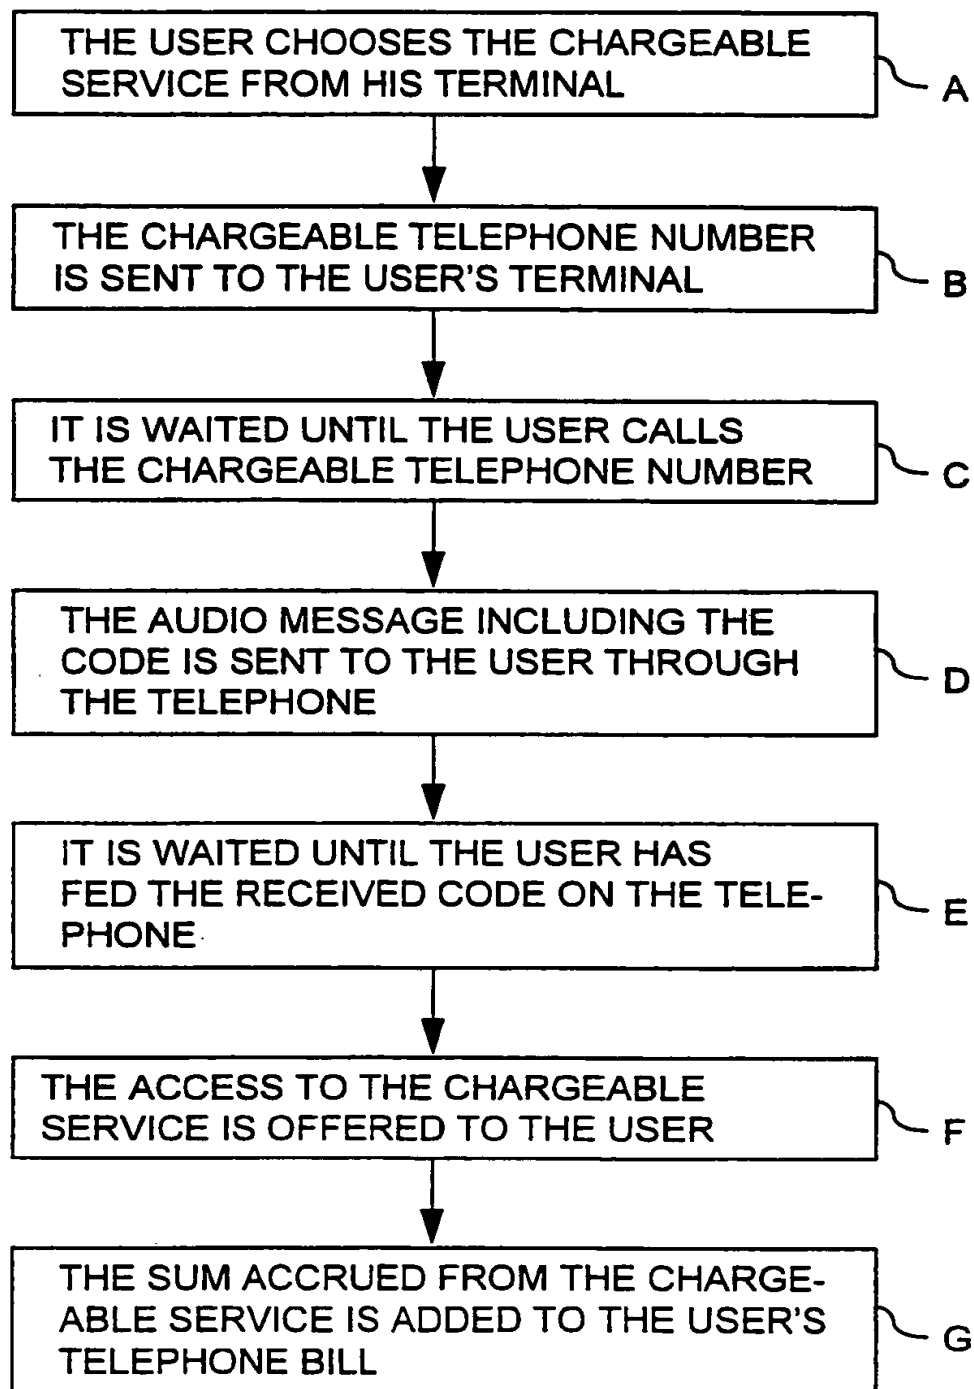 THE USER CHOOSES THE CHARGEABLE
SERVICE FROM HIS TERMINAL
A
THE CHARGEABLE TELEPHONE NUMBER
IS SENT TO THE USER'S TERMINAL
B
IT IS WAITED UNTIL THE USER CALLS
THE CHARGEABLE TELEPHONE NUMBER
C
THE AUDIO MESSAGE INCLUDING THE
CODE IS SENT TO THE USER THROUGH
THE TELEPHONE
D
IT IS WAITED UNTIL THE USER HAS
FED THE RECEIVED CODE ON THE TELE-
PHONE
E
THE ACCESS TO THE CHARGEABLE
SERVICE IS OFFERED TO THE USER
F
THE SUM ACCRUED FROM THE CHARGE-
ABLE SERVICE IS ADDED TO THE USER'S
TELEPHONE BILL
G